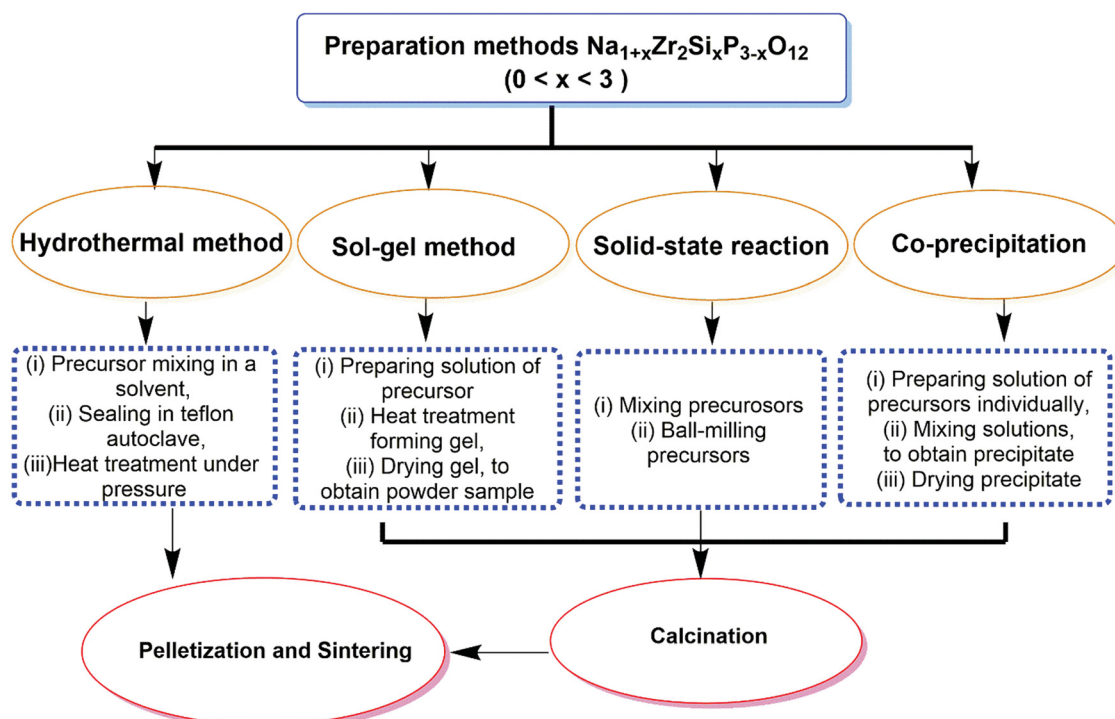 Preparation methods Na₁₊ₓZr₂SiₓP₃₋ₓO₁₂
(0 < x < 3 )
Hydrothermal method
Sol-gel method
Solid-state reaction
Co-precipitation
(i) Precursor mixing in a
solvent,
(ii) Sealing in teflon
autoclave,
(iii)Heat treatment under
pressure
(i) Preparing solution of
precursor
(ii) Heat treatment
forming gel,
(iii) Drying gel, to
obtain powder sample
(i) Mixing precurosors
(ii) Ball-milling
precursors
(i) Preparing solution of
precursors individually,
(ii) Mixing solutions,
to obtain precipitate
(iii) Drying precipitate
Pelletization and Sintering
Calcination